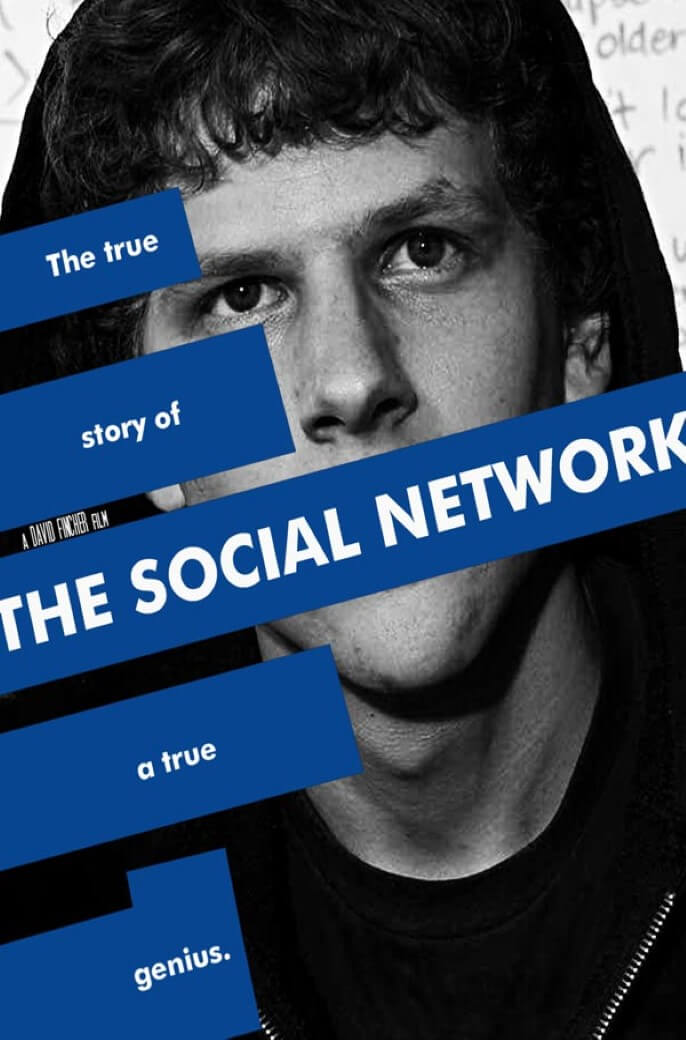 older
The true
story of
A DAVID FINCHER FILM
THE SOCIAL NETWORK
a true
genius.